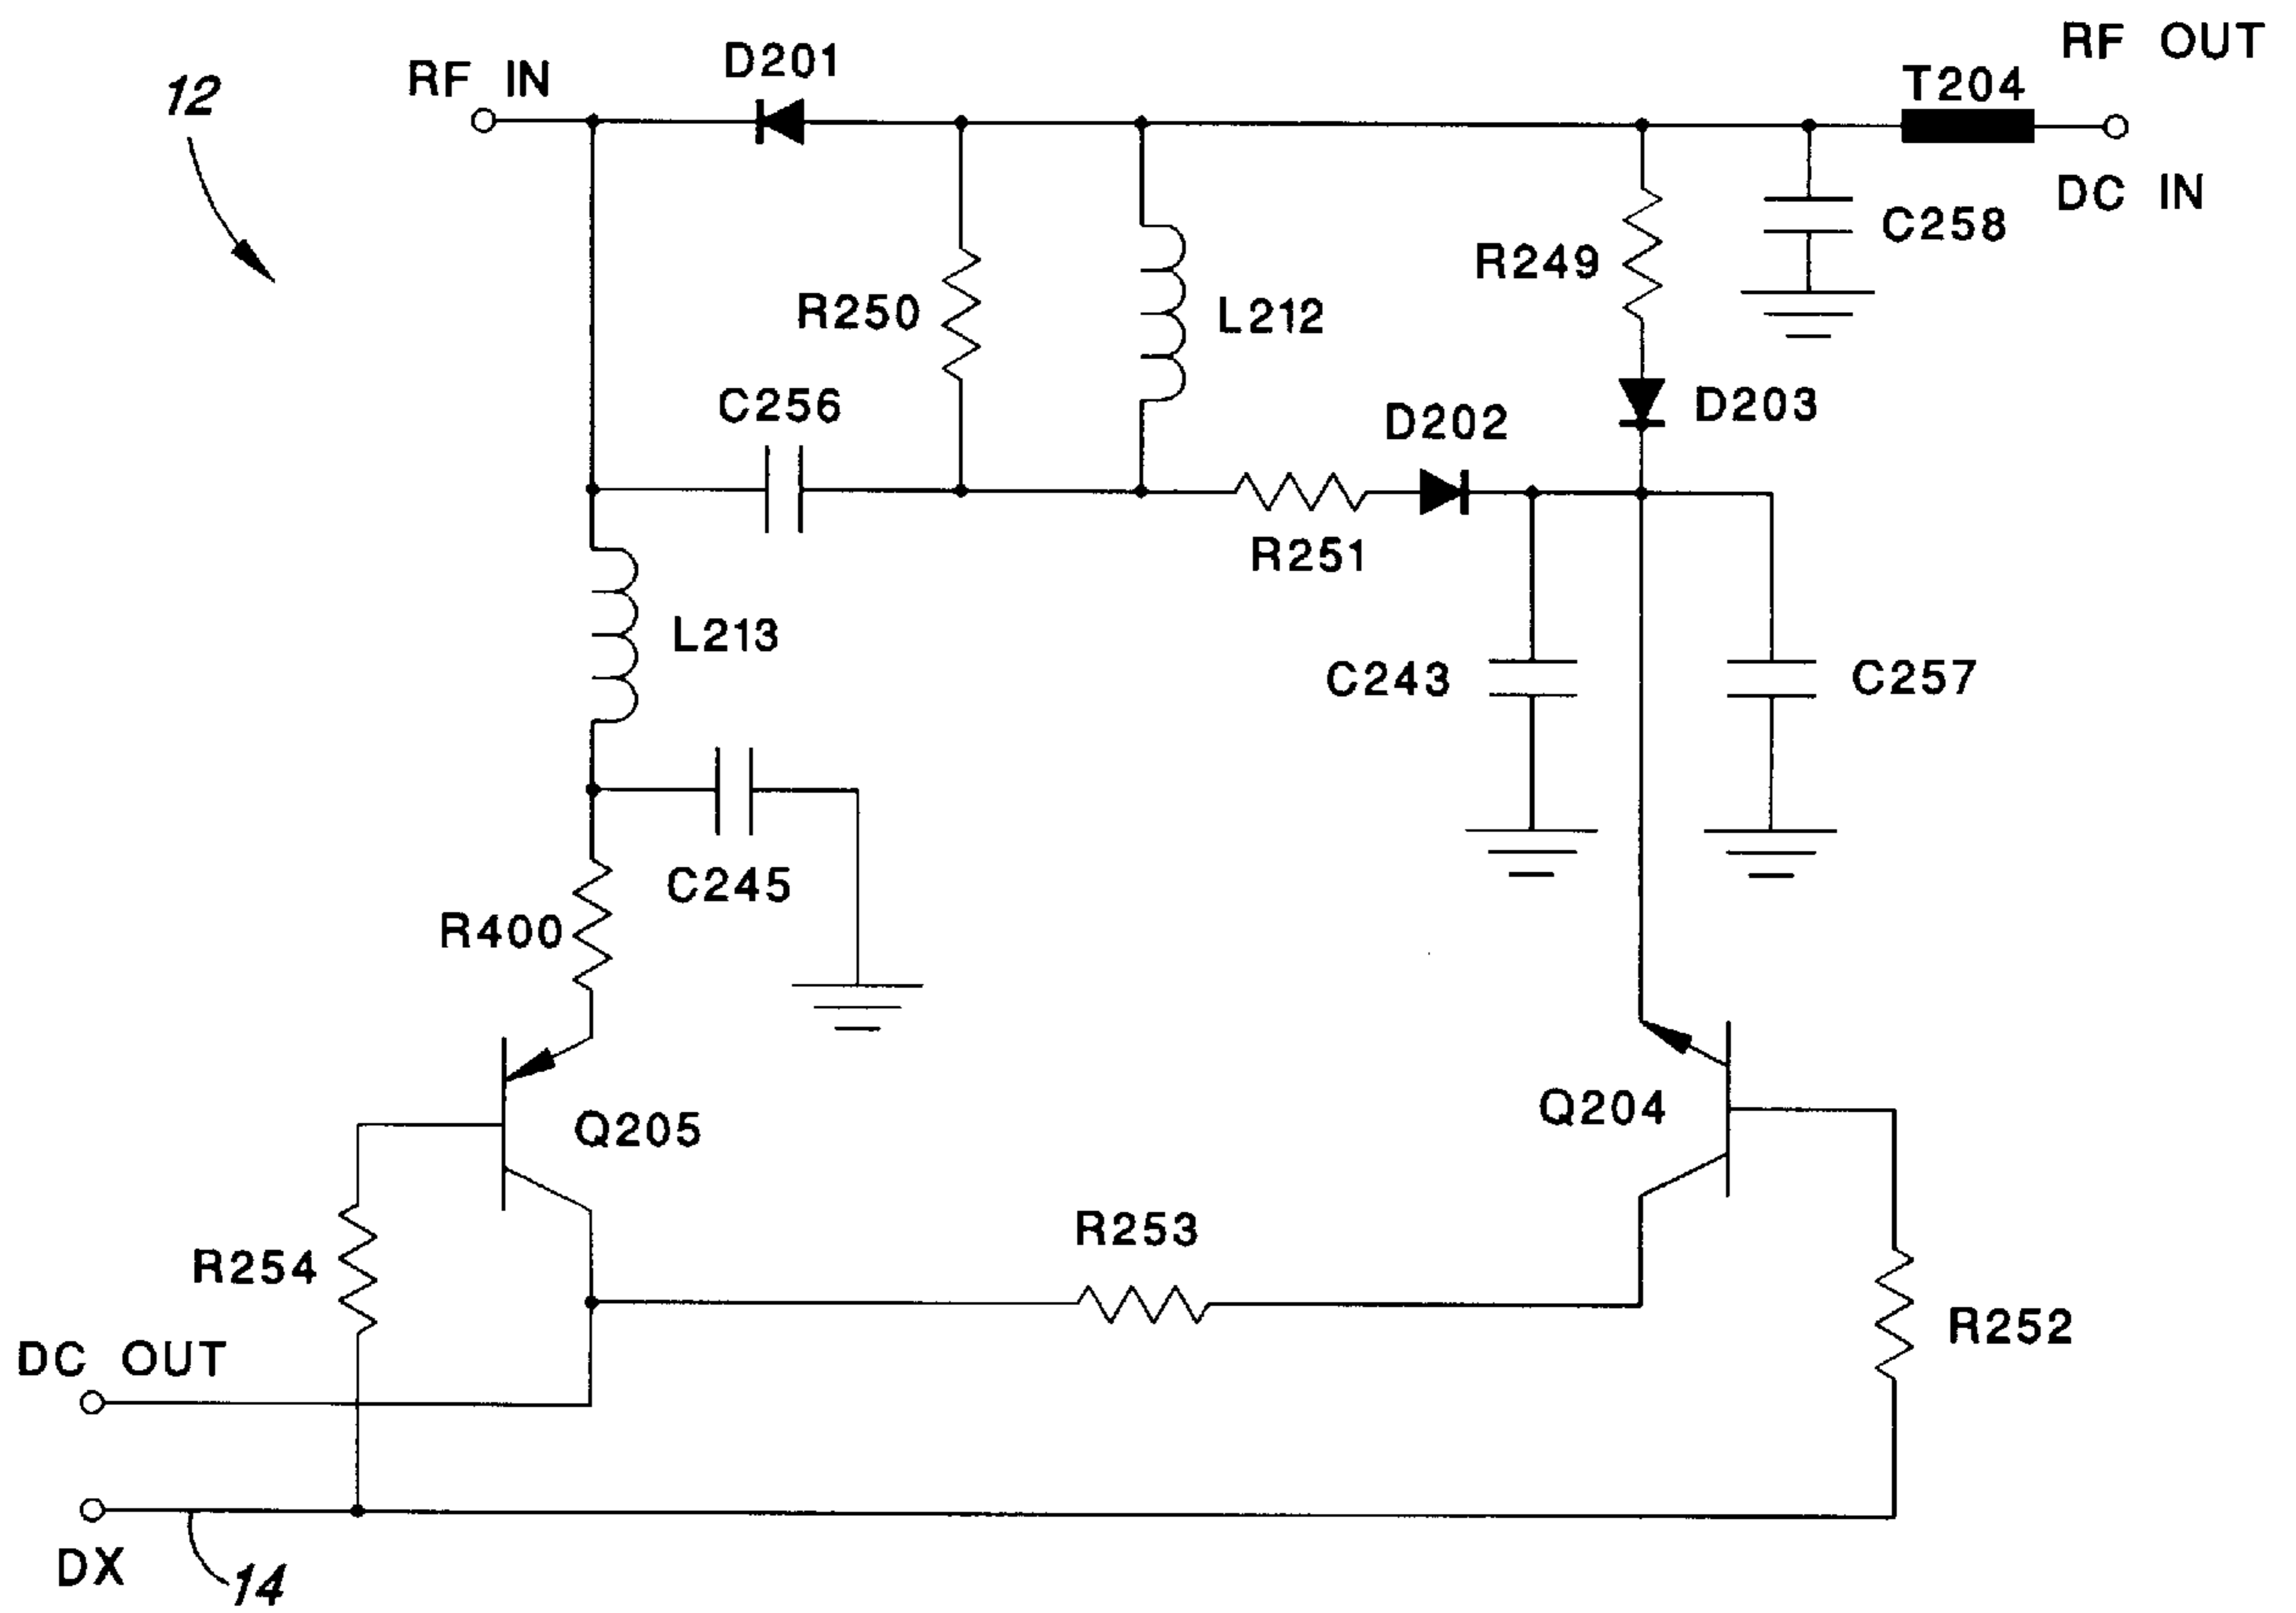 RF OUT
D201
RF IN
T204
12
DC IN
C258
R249
R250
L212
C256
D202
D203
R251
L213
C243
C257
C245
R400
Q205
Q204
R253
R254
R252
DC OUT
DX
14